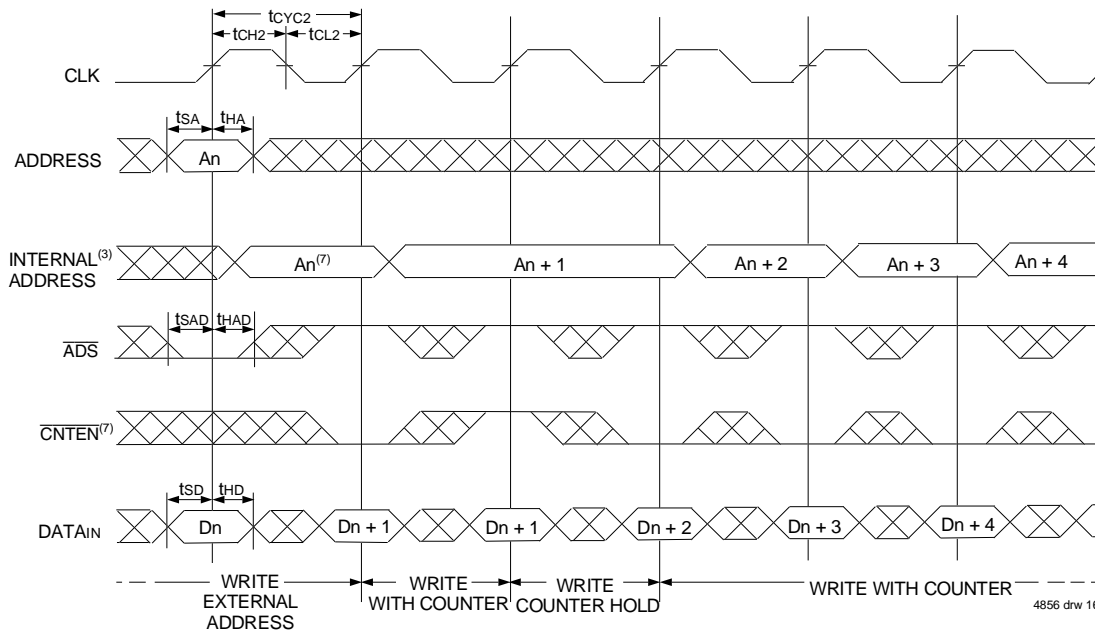 tCYC2
tCH2 tCL2
CLK
tSA tHA
ADDRESS An
INTERNAL(3)
ADDRESS
An(7) An + 1 An + 2 An + 3 An + 4
tSAD tHAD
ADS
CNTEN(7)
tSD tHD
DATAIN Dn Dn + 1 Dn + 1 Dn + 2 Dn + 3 Dn + 4
WRITE
EXTERNAL
ADDRESS
WRITE
WITH COUNTER
WRITE
COUNTER HOLD
WRITE WITH COUNTER
4856 drw 16